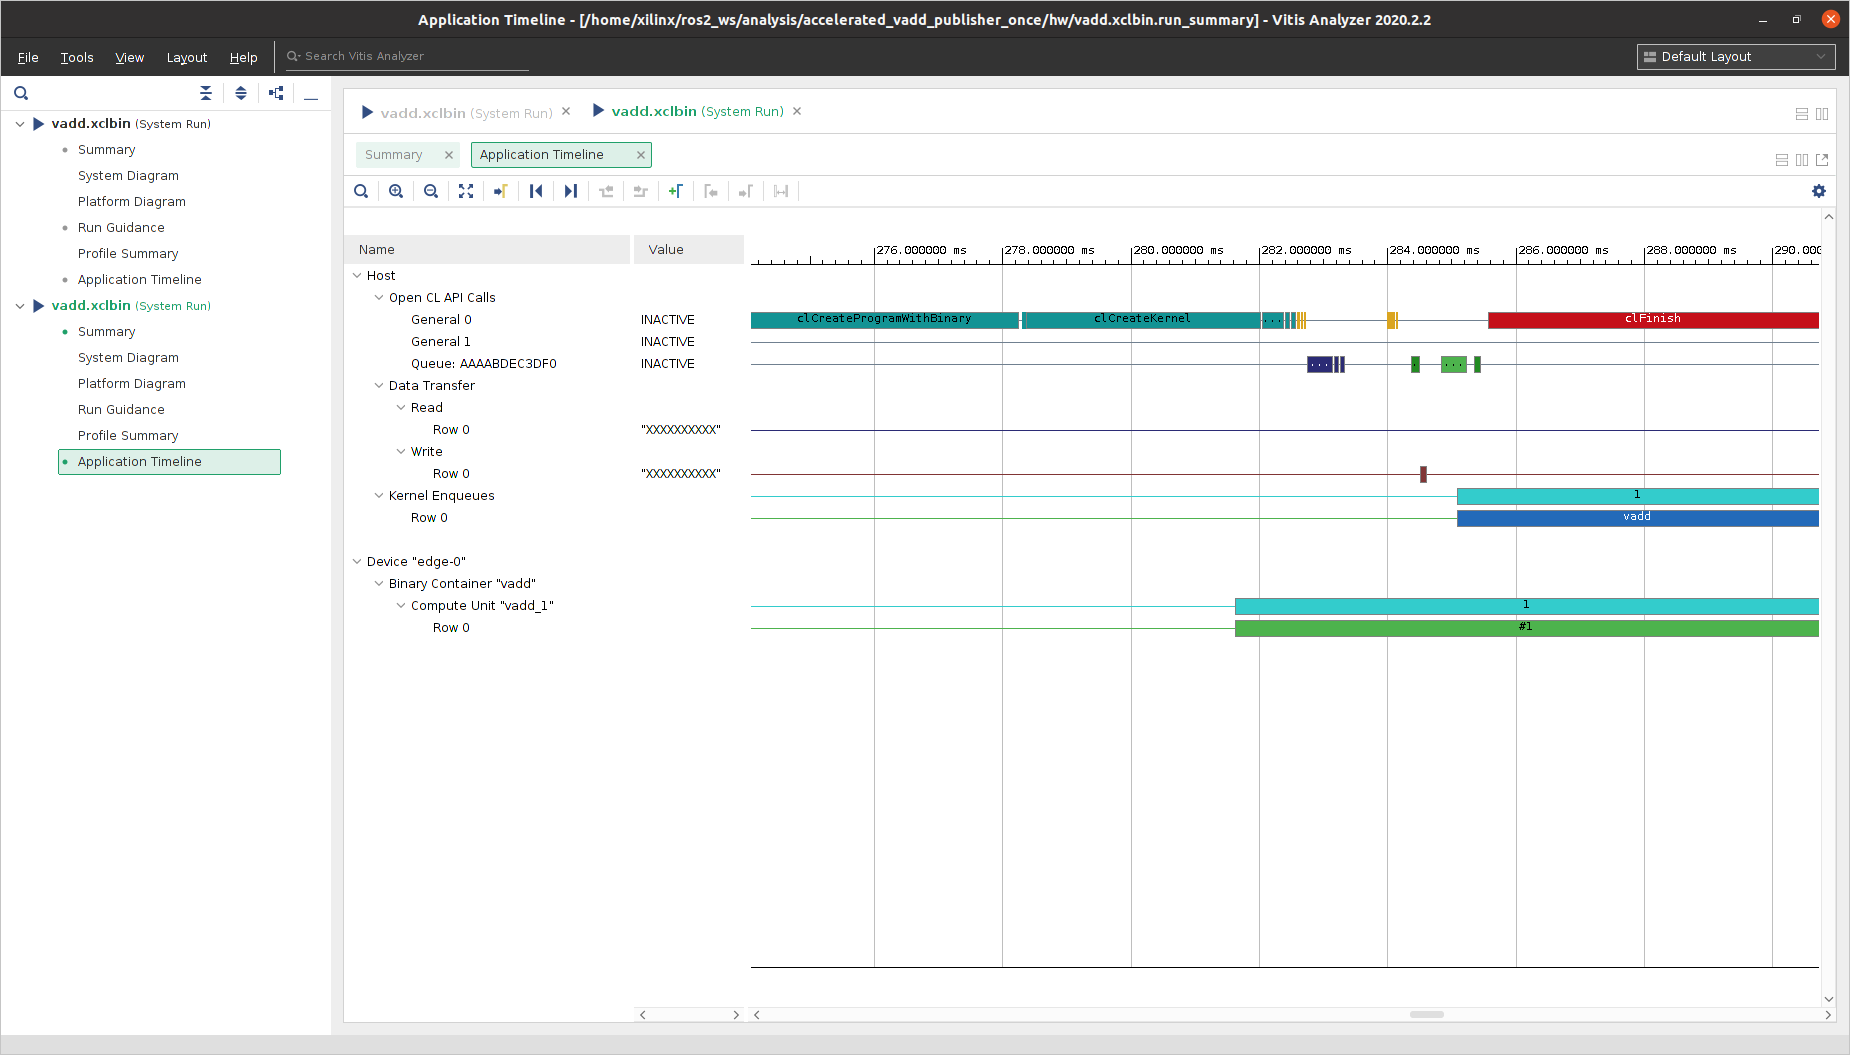 Application Timeline - [/home/xilinx/ros2_ws/analysis/accelerated_vadd_publisher_once/hw/vadd.xclbin.run_summary] - Vitis Analyzer 2020.2.2
File Tools View Layout Help Search Vitis Analyzer Default Layout
vadd.xclbin (System Run)
Summary
System Diagram
Platform Diagram
Run Guidance
Profile Summary
Application Timeline
vadd.xclbin (System Run)
Summary
System Diagram
Platform Diagram
Run Guidance
Profile Summary
Application Timeline
vadd.xclbin (System Run) vadd.xclbin (System Run)
Summary Application Timeline
Name Value 276.000000 ms 278.000000 ms 280.000000 ms 282.000000 ms 284.000000 ms 286.000000 ms 288.000000 ms 290.000
Host
Open CL API Calls
General 0 INACTIVE clCreateProgramWithBinary clCreateKernel ... clFinish
General 1 INACTIVE
Queue: AAAABDEC3DF0 INACTIVE ... . ...
Data Transfer
Read
Row 0 "XXXXXXXXXX"
Write
Row 0 "XXXXXXXXXX"
Kernel Enqueues 1
Row 0 vadd
Device "edge-0"
Binary Container "vadd"
Compute Unit "vadd_1" 1
Row 0 #1